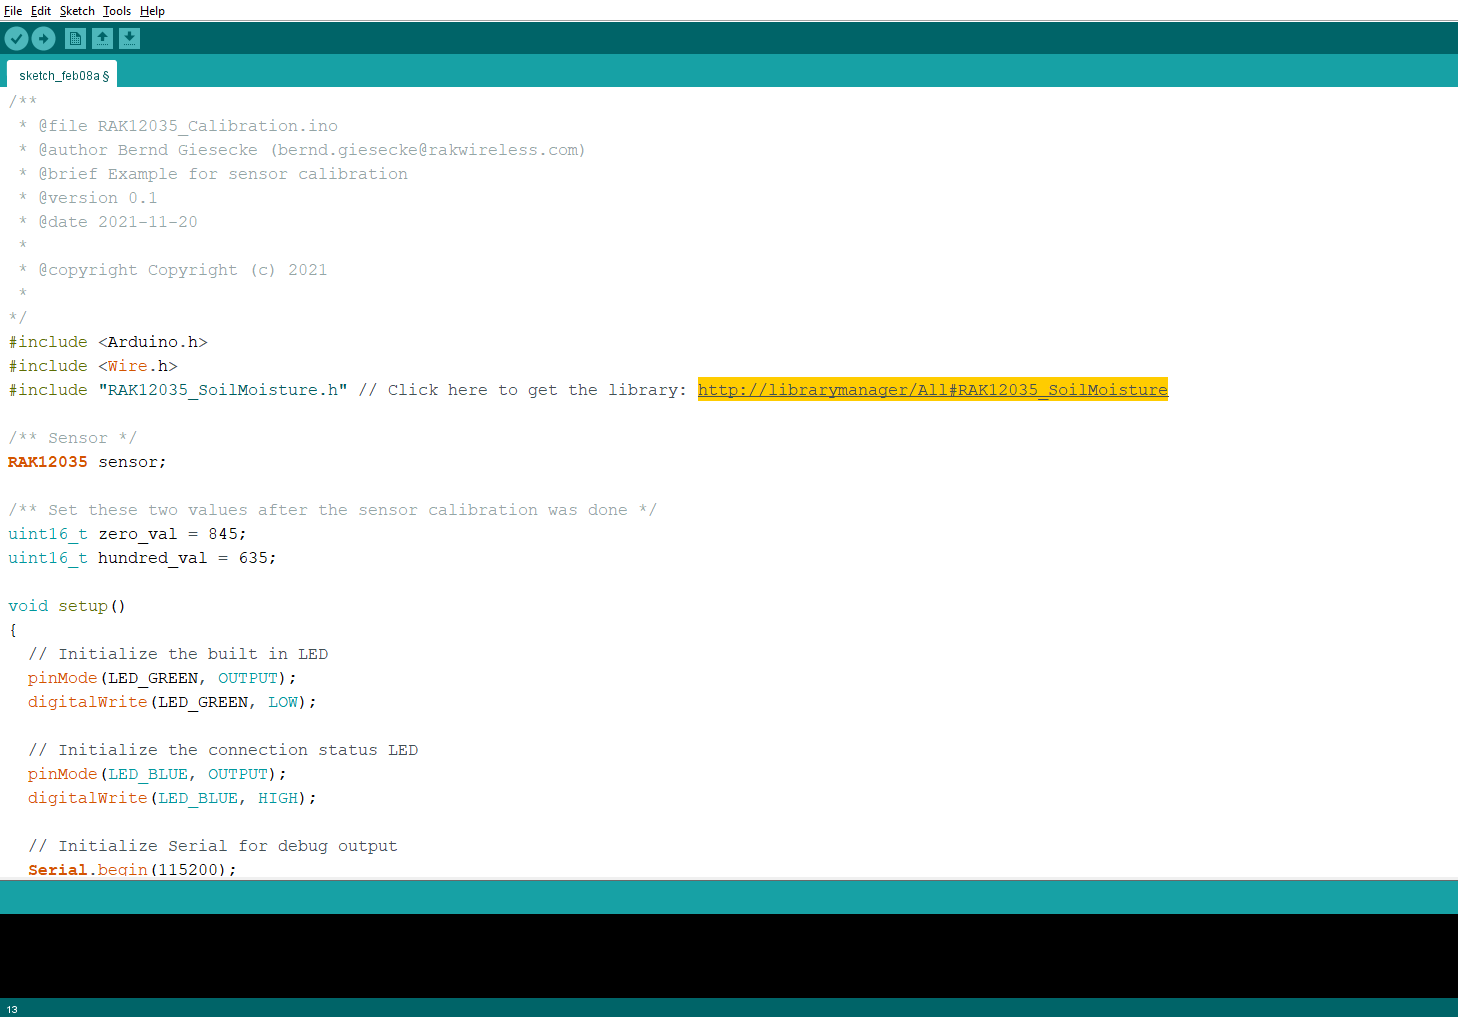 File Edit Sketch Tools Help
sketch_feb08a §
/**
 * @file RAK12035_Calibration.ino
 * @author Bernd Giesecke (bernd.giesecke@rakwireless.com)
 * @brief Example for sensor calibration
 * @version 0.1
 * @date 2021-11-20
 *
 * @copyright Copyright (c) 2021
 *
*/
#include <Arduino.h>
#include <Wire.h>
#include "RAK12035_SoilMoisture.h" // Click here to get the library: http://librarymanager/All#RAK12035_SoilMoisture

/** Sensor */
RAK12035 sensor;

/** Set these two values after the sensor calibration was done */
uint16_t zero_val = 845;
uint16_t hundred_val = 635;

void setup()
{
  // Initialize the built in LED
  pinMode(LED_GREEN, OUTPUT);
  digitalWrite(LED_GREEN, LOW);

  // Initialize the connection status LED
  pinMode(LED_BLUE, OUTPUT);
  digitalWrite(LED_BLUE, HIGH);

  // Initialize Serial for debug output
  Serial.begin(115200);
13